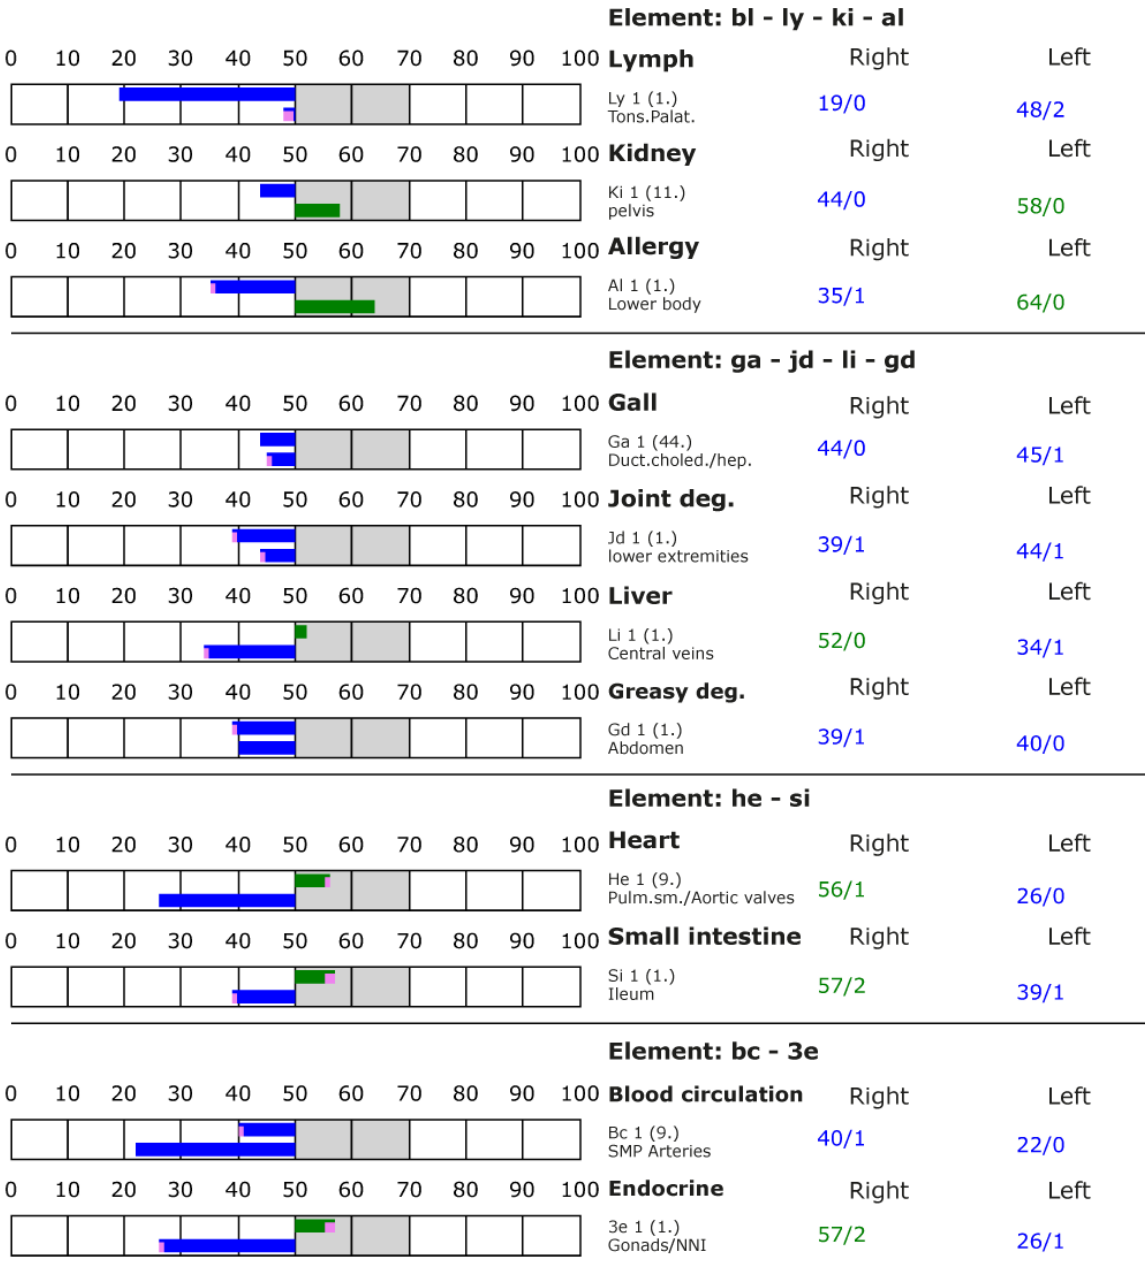 Element: bl - ly - ki - al
0 10 20 30 40 50 60 70 80 90 100 Lymph Right Left
Ly 1 (1.) 19/0 48/2
Tons.Palat.
0 10 20 30 40 50 60 70 80 90 100 Kidney Right Left
Ki 1 (11.) 44/0 58/0
pelvis
0 10 20 30 40 50 60 70 80 90 100 Allergy Right Left
Al 1 (1.) 35/1 64/0
Lower body
Element: ga - jd - li - gd
0 10 20 30 40 50 60 70 80 90 100 Gall Right Left
Ga 1 (44.) 44/0 45/1
Duct.choled./hep.
0 10 20 30 40 50 60 70 80 90 100 Joint deg. Right Left
Jd 1 (1.) 39/1 44/1
lower extremities
0 10 20 30 40 50 60 70 80 90 100 Liver Right Left
Li 1 (1.) 52/0 34/1
Central veins
0 10 20 30 40 50 60 70 80 90 100 Greasy deg. Right Left
Gd 1 (1.) 39/1 40/0
Abdomen
Element: he - si
0 10 20 30 40 50 60 70 80 90 100 Heart Right Left
He 1 (9.) 56/1 26/0
Pulm.sm./Aortic valves
0 10 20 30 40 50 60 70 80 90 100 Small intestine Right Left
Si 1 (1.) 57/2 39/1
Ileum
Element: bc - 3e
0 10 20 30 40 50 60 70 80 90 100 Blood circulation Right Left
Bc 1 (9.) 40/1 22/0
SMP Arteries
0 10 20 30 40 50 60 70 80 90 100 Endocrine Right Left
3e 1 (1.) 57/2 26/1
Gonads/NNI